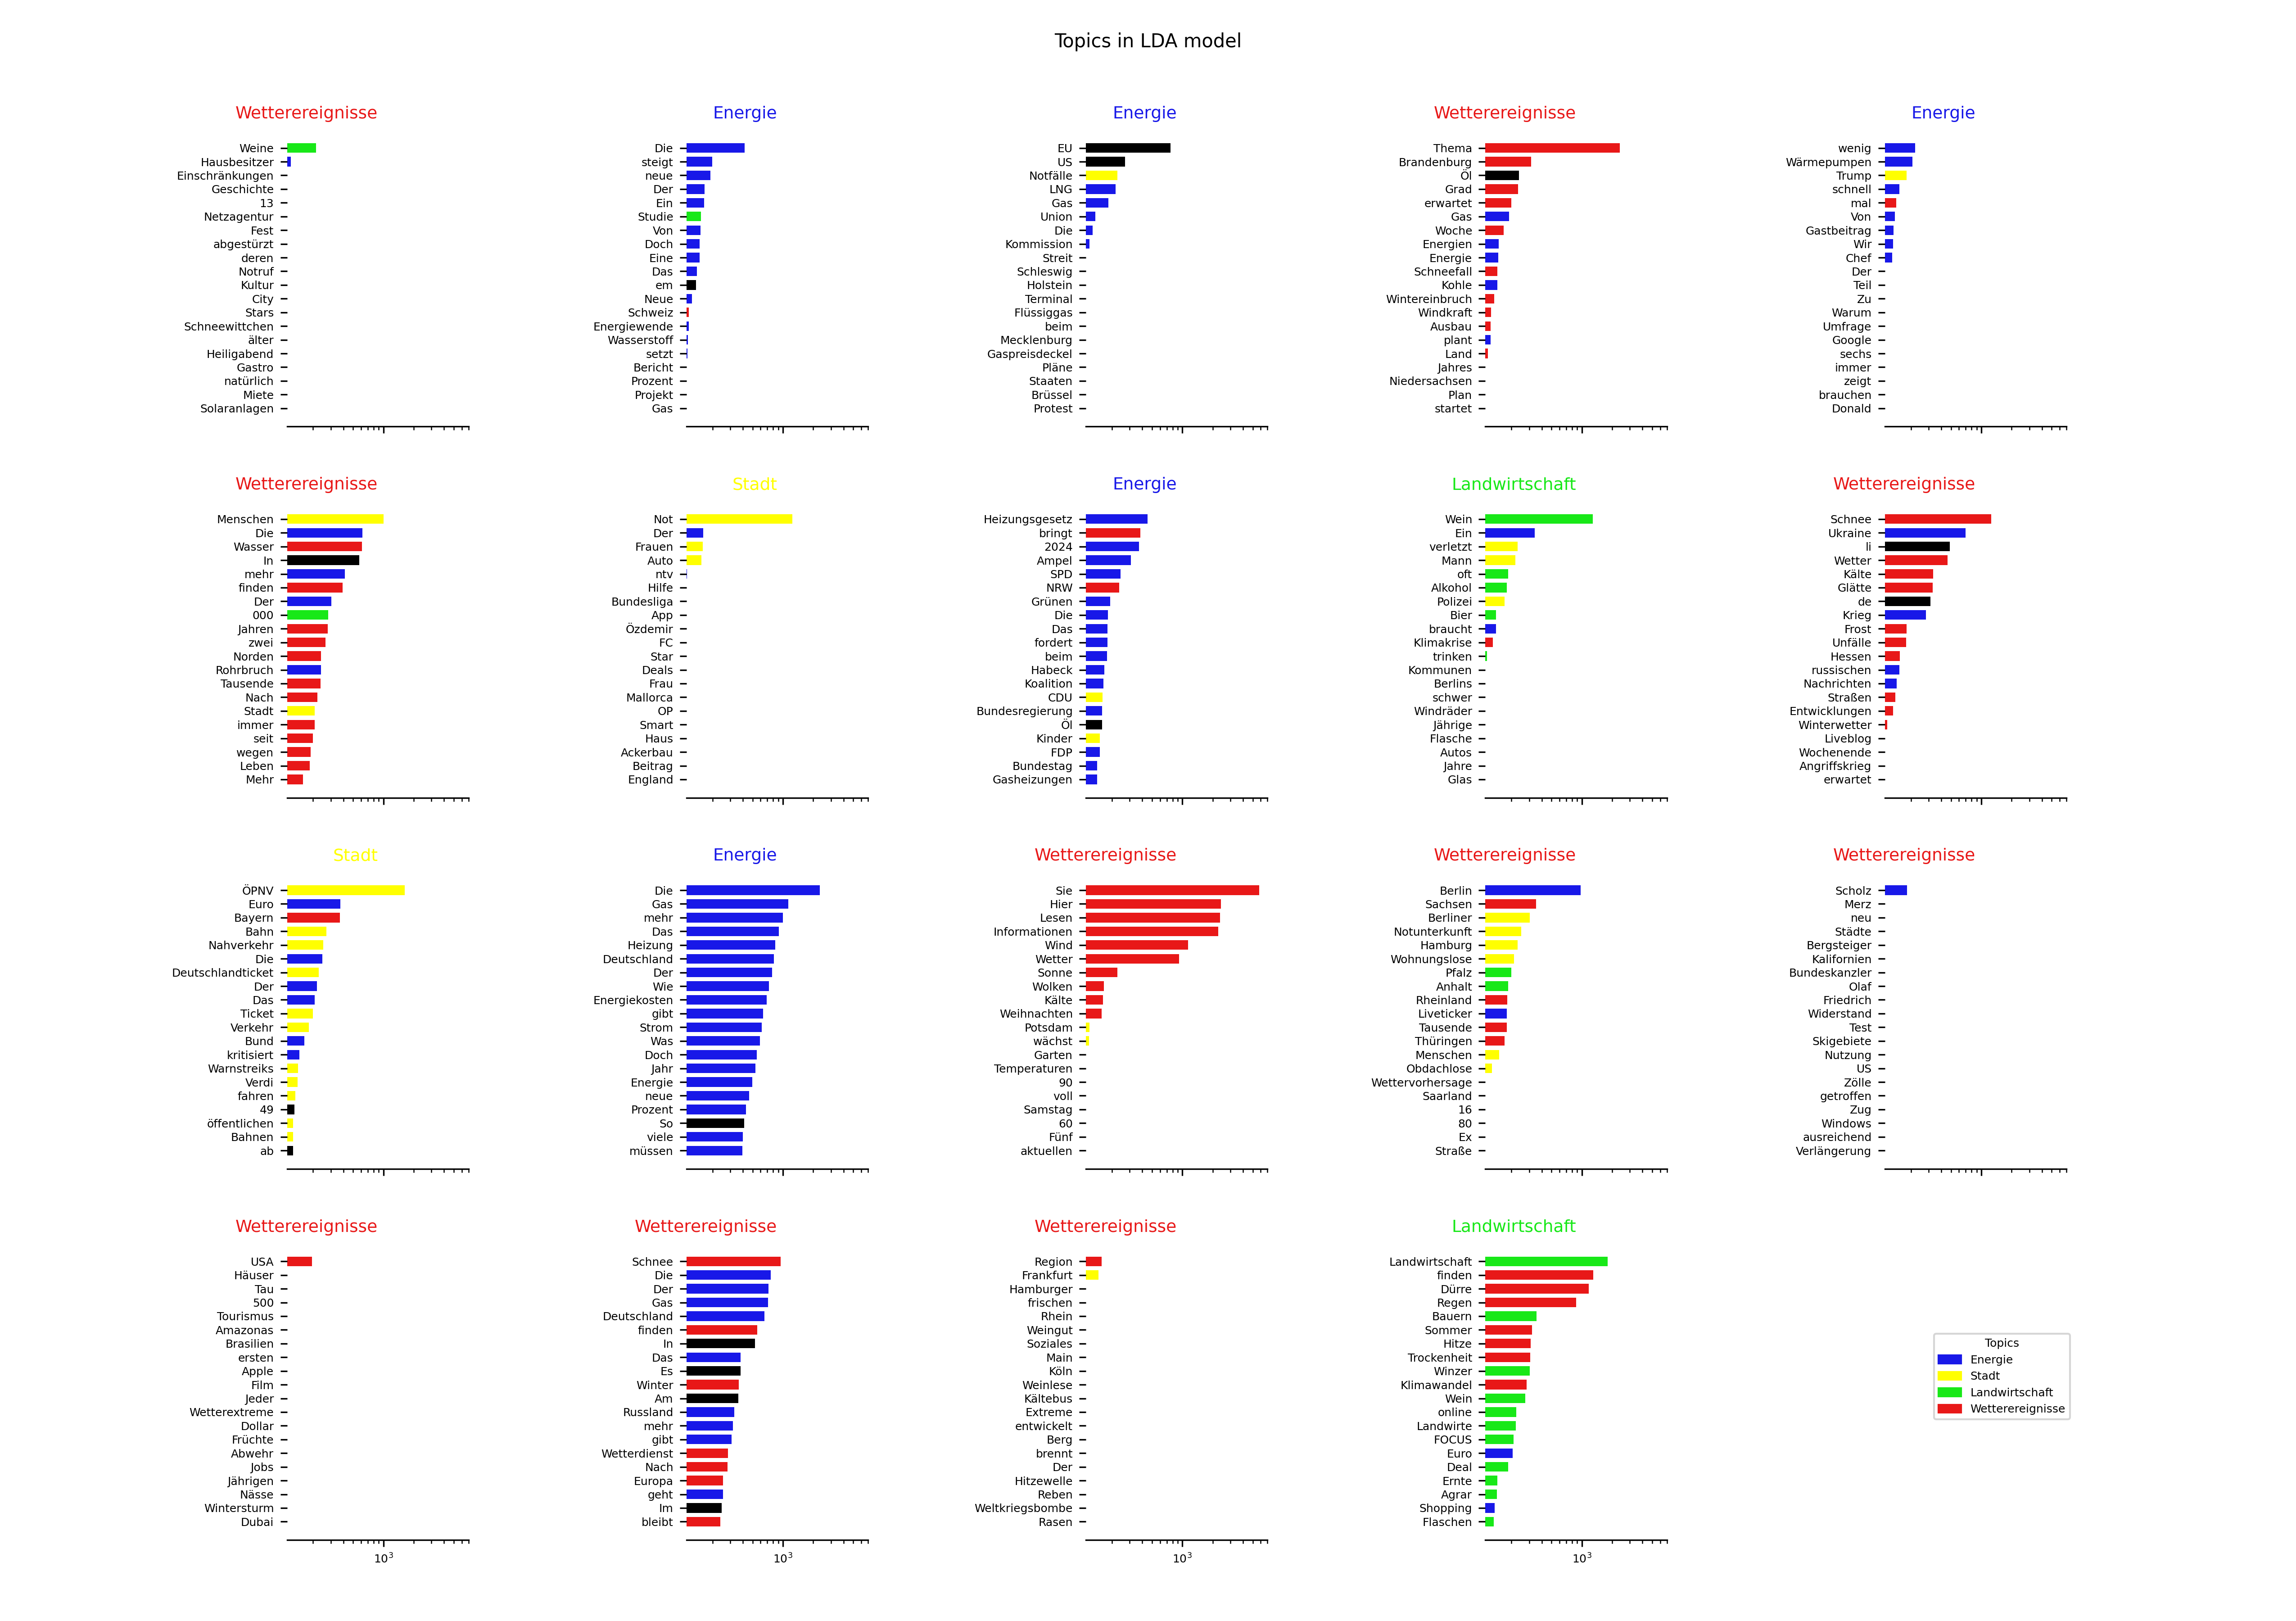 Topics in LDA model
Wetterereignisse
Weine
Hausbesitzer
Einschränkungen
Geschichte
13
Netzagentur
Fest
abgestürzt
deren
Notruf
Kultur
City
Stars
Schneewittchen
älter
Heiligabend
Gastro
natürlich
Miete
Solaranlagen
Energie
Die
steigt
neue
Der
Ein
Studie
Von
Doch
Eine
Das
em
Neue
Schweiz
Energiewende
Wasserstoff
setzt
Bericht
Prozent
Projekt
Gas
Energie
EU
US
Notfälle
LNG
Gas
Union
Die
Kommission
Streit
Schleswig
Holstein
Terminal
Flüssiggas
beim
Mecklenburg
Gaspreisdeckel
Pläne
Staaten
Brüssel
Protest
Wetterereignisse
Thema
Brandenburg
Öl
Grad
erwartet
Gas
Woche
Energien
Energie
Schneefall
Kohle
Wintereinbruch
Windkraft
Ausbau
plant
Land
Jahres
Niedersachsen
Plan
startet
Energie
wenig
Wärmepumpen
Trump
schnell
mal
Von
Gastbeitrag
Wir
Chef
Der
Teil
Zu
Warum
Umfrage
Google
sechs
immer
zeigt
brauchen
Donald
Wetterereignisse
Menschen
Die
Wasser
In
mehr
finden
Der
000
Jahren
zwei
Norden
Rohrbruch
Tausende
Nach
Stadt
immer
seit
wegen
Leben
Mehr
Stadt
Not
Der
Frauen
Auto
ntv
Hilfe
Bundesliga
App
Özdemir
FC
Star
Deals
Frau
Mallorca
OP
Smart
Haus
Ackerbau
Beitrag
England
Energie
Heizungsgesetz
bringt
2024
Ampel
SPD
NRW
Grünen
Die
Das
fordert
beim
Habeck
Koalition
CDU
Bundesregierung
Öl
Kinder
FDP
Bundestag
Gasheizungen
Landwirtschaft
Wein
Ein
verletzt
Mann
oft
Alkohol
Polizei
Bier
braucht
Klimakrise
trinken
Kommunen
Berlins
schwer
Windräder
Jährige
Flasche
Autos
Jahre
Glas
Wetterereignisse
Schnee
Ukraine
li
Wetter
Kälte
Glätte
de
Krieg
Frost
Unfälle
Hessen
russischen
Nachrichten
Straßen
Entwicklungen
Winterwetter
Liveblog
Wochenende
Angriffskrieg
erwartet
Stadt
ÖPNV
Euro
Bayern
Bahn
Nahverkehr
Die
Deutschlandticket
Der
Das
Ticket
Verkehr
Bund
kritisiert
Warnstreiks
Verdi
fahren
49
öffentlichen
Bahnen
ab
Energie
Die
Gas
mehr
Das
Heizung
Deutschland
Der
Wie
Energiekosten
gibt
Strom
Was
Doch
Jahr
Energie
neue
Prozent
So
viele
müssen
Wetterereignisse
Sie
Hier
Lesen
Informationen
Wind
Wetter
Sonne
Wolken
Kälte
Weihnachten
Potsdam
wächst
Garten
Temperaturen
90
voll
Samstag
60
Fünf
aktuellen
Wetterereignisse
Berlin
Sachsen
Berliner
Notunterkunft
Hamburg
Wohnungslose
Pfalz
Anhalt
Rheinland
Liveticker
Tausende
Thüringen
Menschen
Obdachlose
Wettervorhersage
Saarland
16
80
Ex
Straße
Wetterereignisse
Scholz
Merz
neu
Städte
Bergsteiger
Kalifornien
Bundeskanzler
Olaf
Friedrich
Widerstand
Test
Skigebiete
Nutzung
US
Zölle
getroffen
Zug
Windows
ausreichend
Verlängerung
Wetterereignisse
USA
Häuser
Tau
500
Tourismus
Amazonas
Brasilien
ersten
Apple
Film
Jeder
Wetterextreme
Dollar
Früchte
Abwehr
Jobs
Jährigen
Nässe
Wintersturm
Dubai
10³
Wetterereignisse
Schnee
Die
Der
Gas
Deutschland
finden
In
Das
Es
Winter
Am
Russland
mehr
gibt
Wetterdienst
Nach
Europa
geht
Im
bleibt
10³
Wetterereignisse
Region
Frankfurt
Hamburger
frischen
Rhein
Weingut
Soziales
Main
Köln
Weinlese
Kältebus
Extreme
entwickelt
Berg
brennt
Der
Hitzewelle
Reben
Weltkriegsbombe
Rasen
10³
Landwirtschaft
Landwirtschaft
finden
Dürre
Regen
Bauern
Sommer
Hitze
Trockenheit
Winzer
Klimawandel
Wein
online
Landwirte
FOCUS
Euro
Deal
Ernte
Agrar
Shopping
Flaschen
10³
Topics
Energie
Stadt
Landwirtschaft
Wetterereignisse